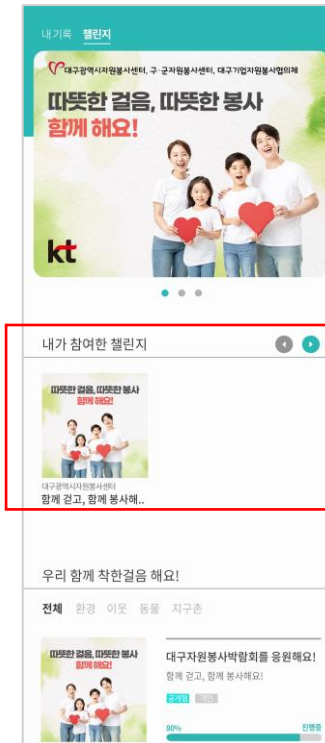 내기록 챌린지
대구광역시자원봉사센터, 구·군자원봉사센터, 대구기업자원봉사협의체
따뜻한 걸음, 따뜻한 봉사
함께 해요!
kt
내가 참여한 챌린지
따뜻한 걸음, 따뜻한 봉사
함께 해요!
대구광역시자원봉사센터
함께 걷고, 함께 봉사해..
우리 함께 착한걸음 해요!
전체 환경 이웃 동물 지구촌
따뜻한 걸음, 따뜻한 봉사
함께 해요!
대구자원봉사박람회를 응원해요!
함께 걷고, 함께 봉사해요!
공개형 개인
90% 진행중